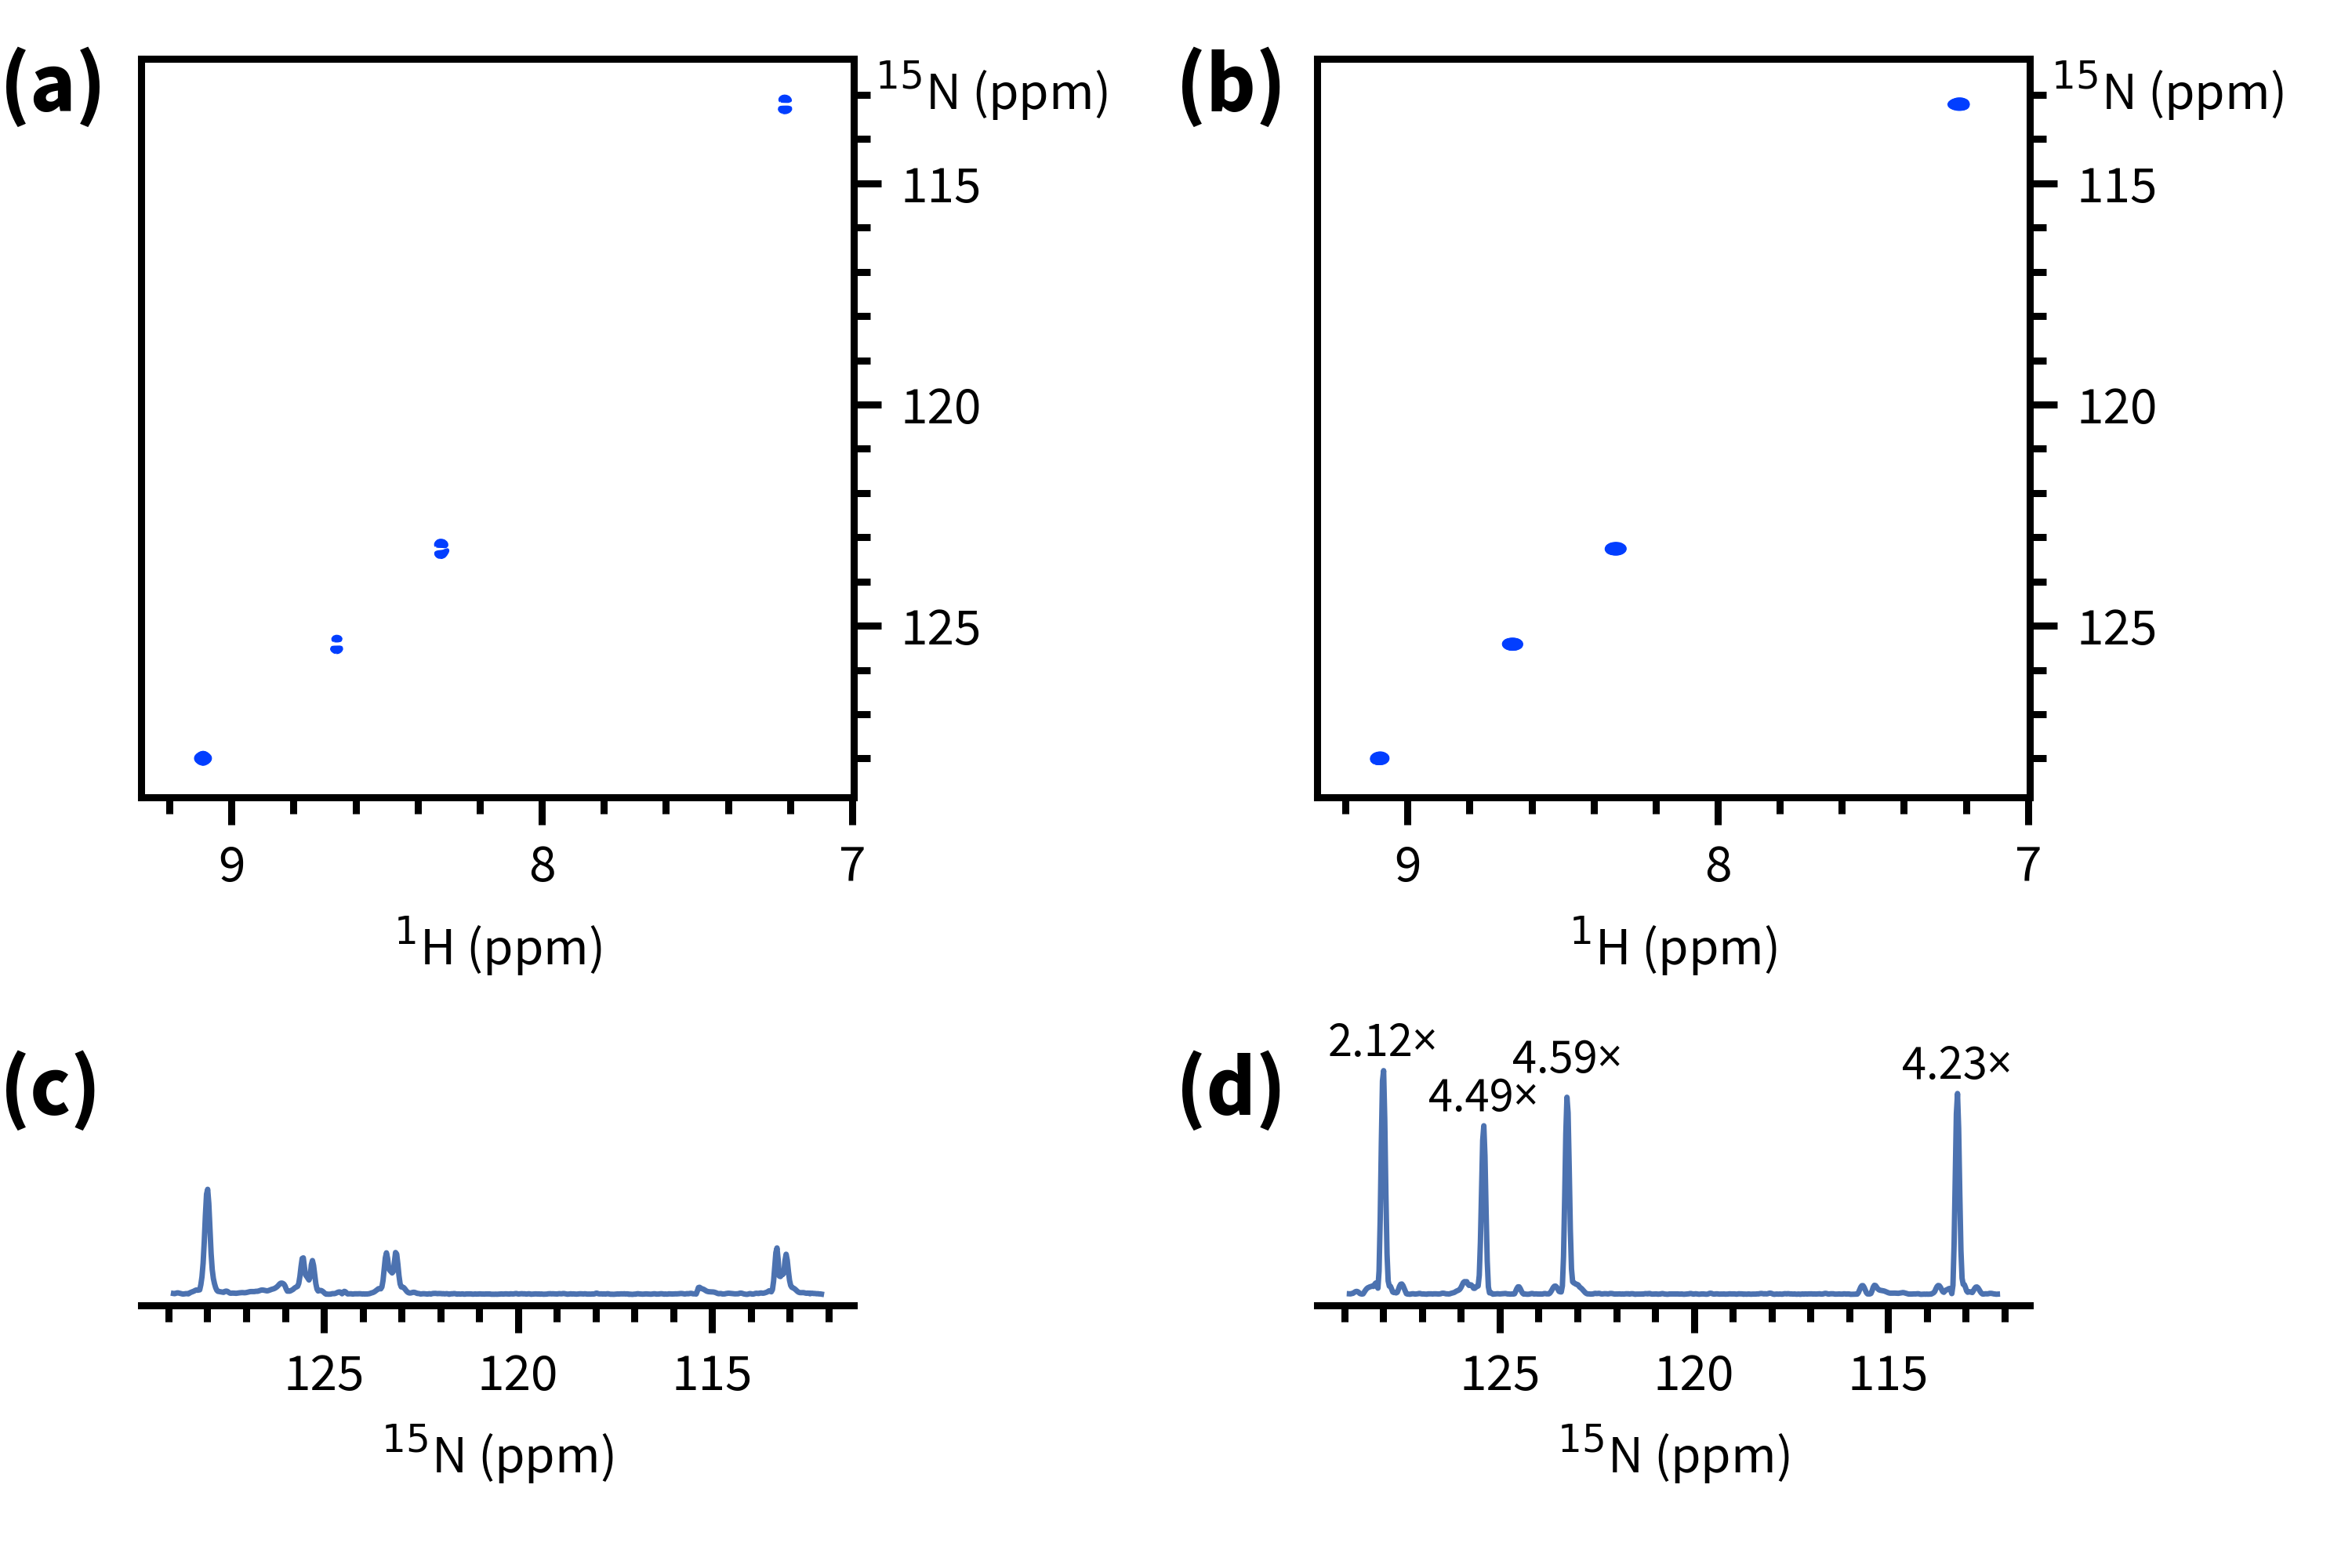 (a)
¹⁵N (ppm)
115
120
125
9 8 7
¹H (ppm)
(b)
¹⁵N (ppm)
115
120
125
9 8 7
¹H (ppm)
(c)
125 120 115
¹⁵N (ppm)
(d)
2.12×
4.49×
4.59×
4.23×
125 120 115
¹⁵N (ppm)